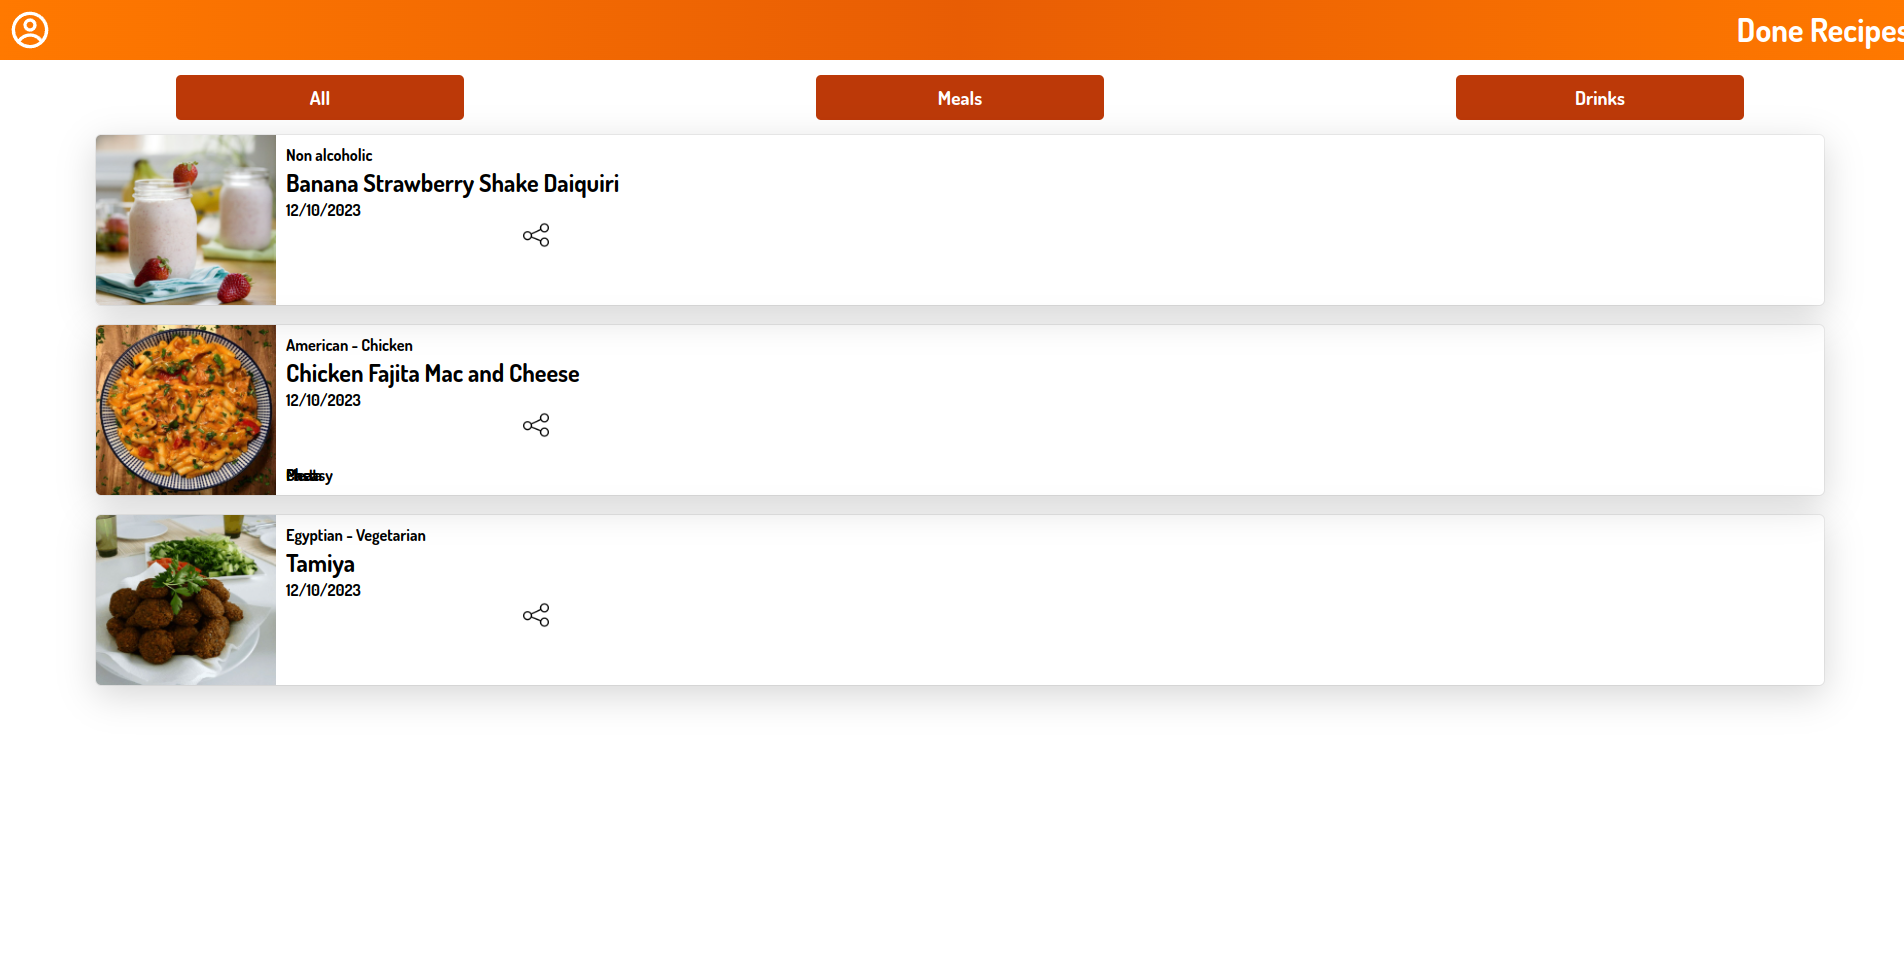 Done Recipes
All
Meals
Drinks
Non alcoholic
Banana Strawberry Shake Daiquiri
12/10/2023
American - Chicken
Chicken Fajita Mac and Cheese
12/10/2023
Egyptian - Vegetarian
Tamiya
12/10/2023